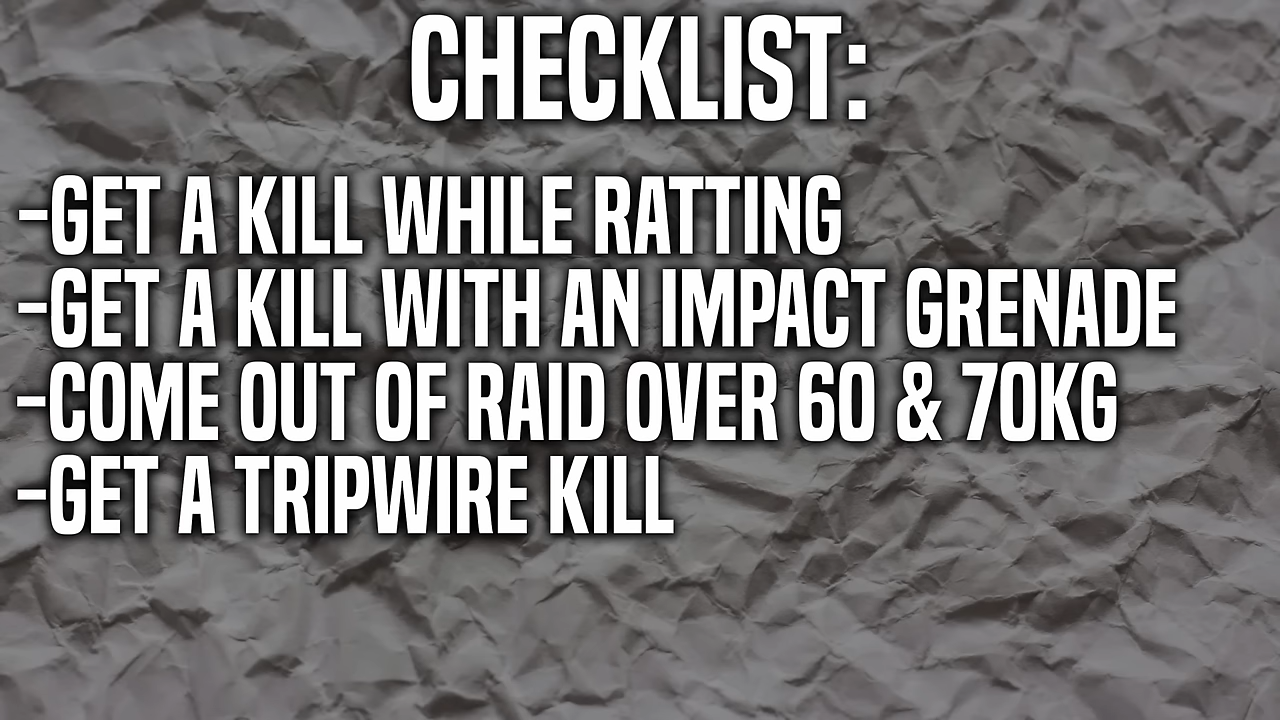 CHECKLIST:
-GET A KILL WHILE RATTING
-GET A KILL WITH AN IMPACT GRENADE
-COME OUT OF RAID OVER 60 & 70KG
-GET A TRIPWIRE KILL